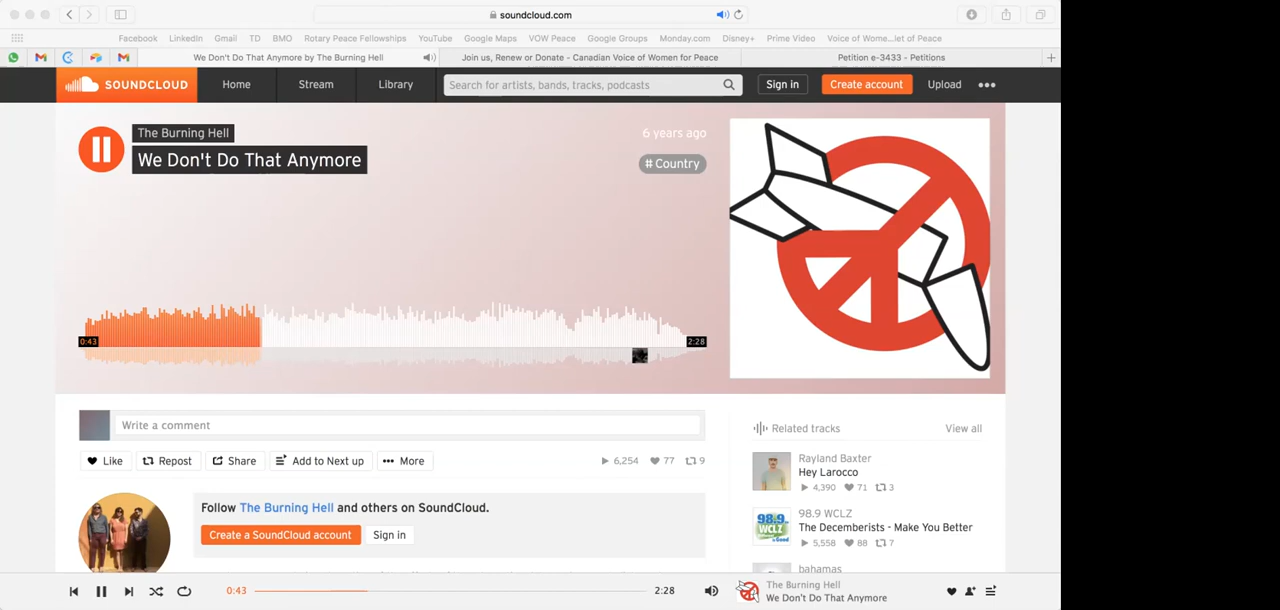 soundcloud.com
Facebook LinkedIn Gmail TD BMO Rotary Peace Fellowships YouTube Google Maps VOW Peace Google Groups Monday.com Disney+ Prime Video Voice of Wome...let of Peace
We Don't Do That Anymore by The Burning Hell Join us, Renew or Donate - Canadian Voice of Women for Peace Petition e-3433 - Petitions
SOUNDCLOUD Home Stream Library Search for artists, bands, tracks, podcasts Sign in Create account Upload
The Burning Hell 6 years ago
We Don't Do That Anymore # Country
0:43 2:28
Write a comment
Related tracks View all
Like Repost Share Add to Next up More 6,254 77 9
Rayland Baxter
Hey Larocco
4,390 71 3
Follow The Burning Hell and others on SoundCloud.
Create a SoundCloud account Sign in
98.9 WCLZ
The Decemberists - Make You Better
5,558 88 7
bahamas
0:43 2:28 The Burning Hell
We Don't Do That Anymore